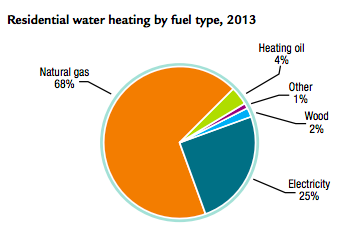 Residential water heating by fuel type, 2013
Heating oil
4%
Natural gas
68%
Other
1%
Wood
2%
Electricity
25%